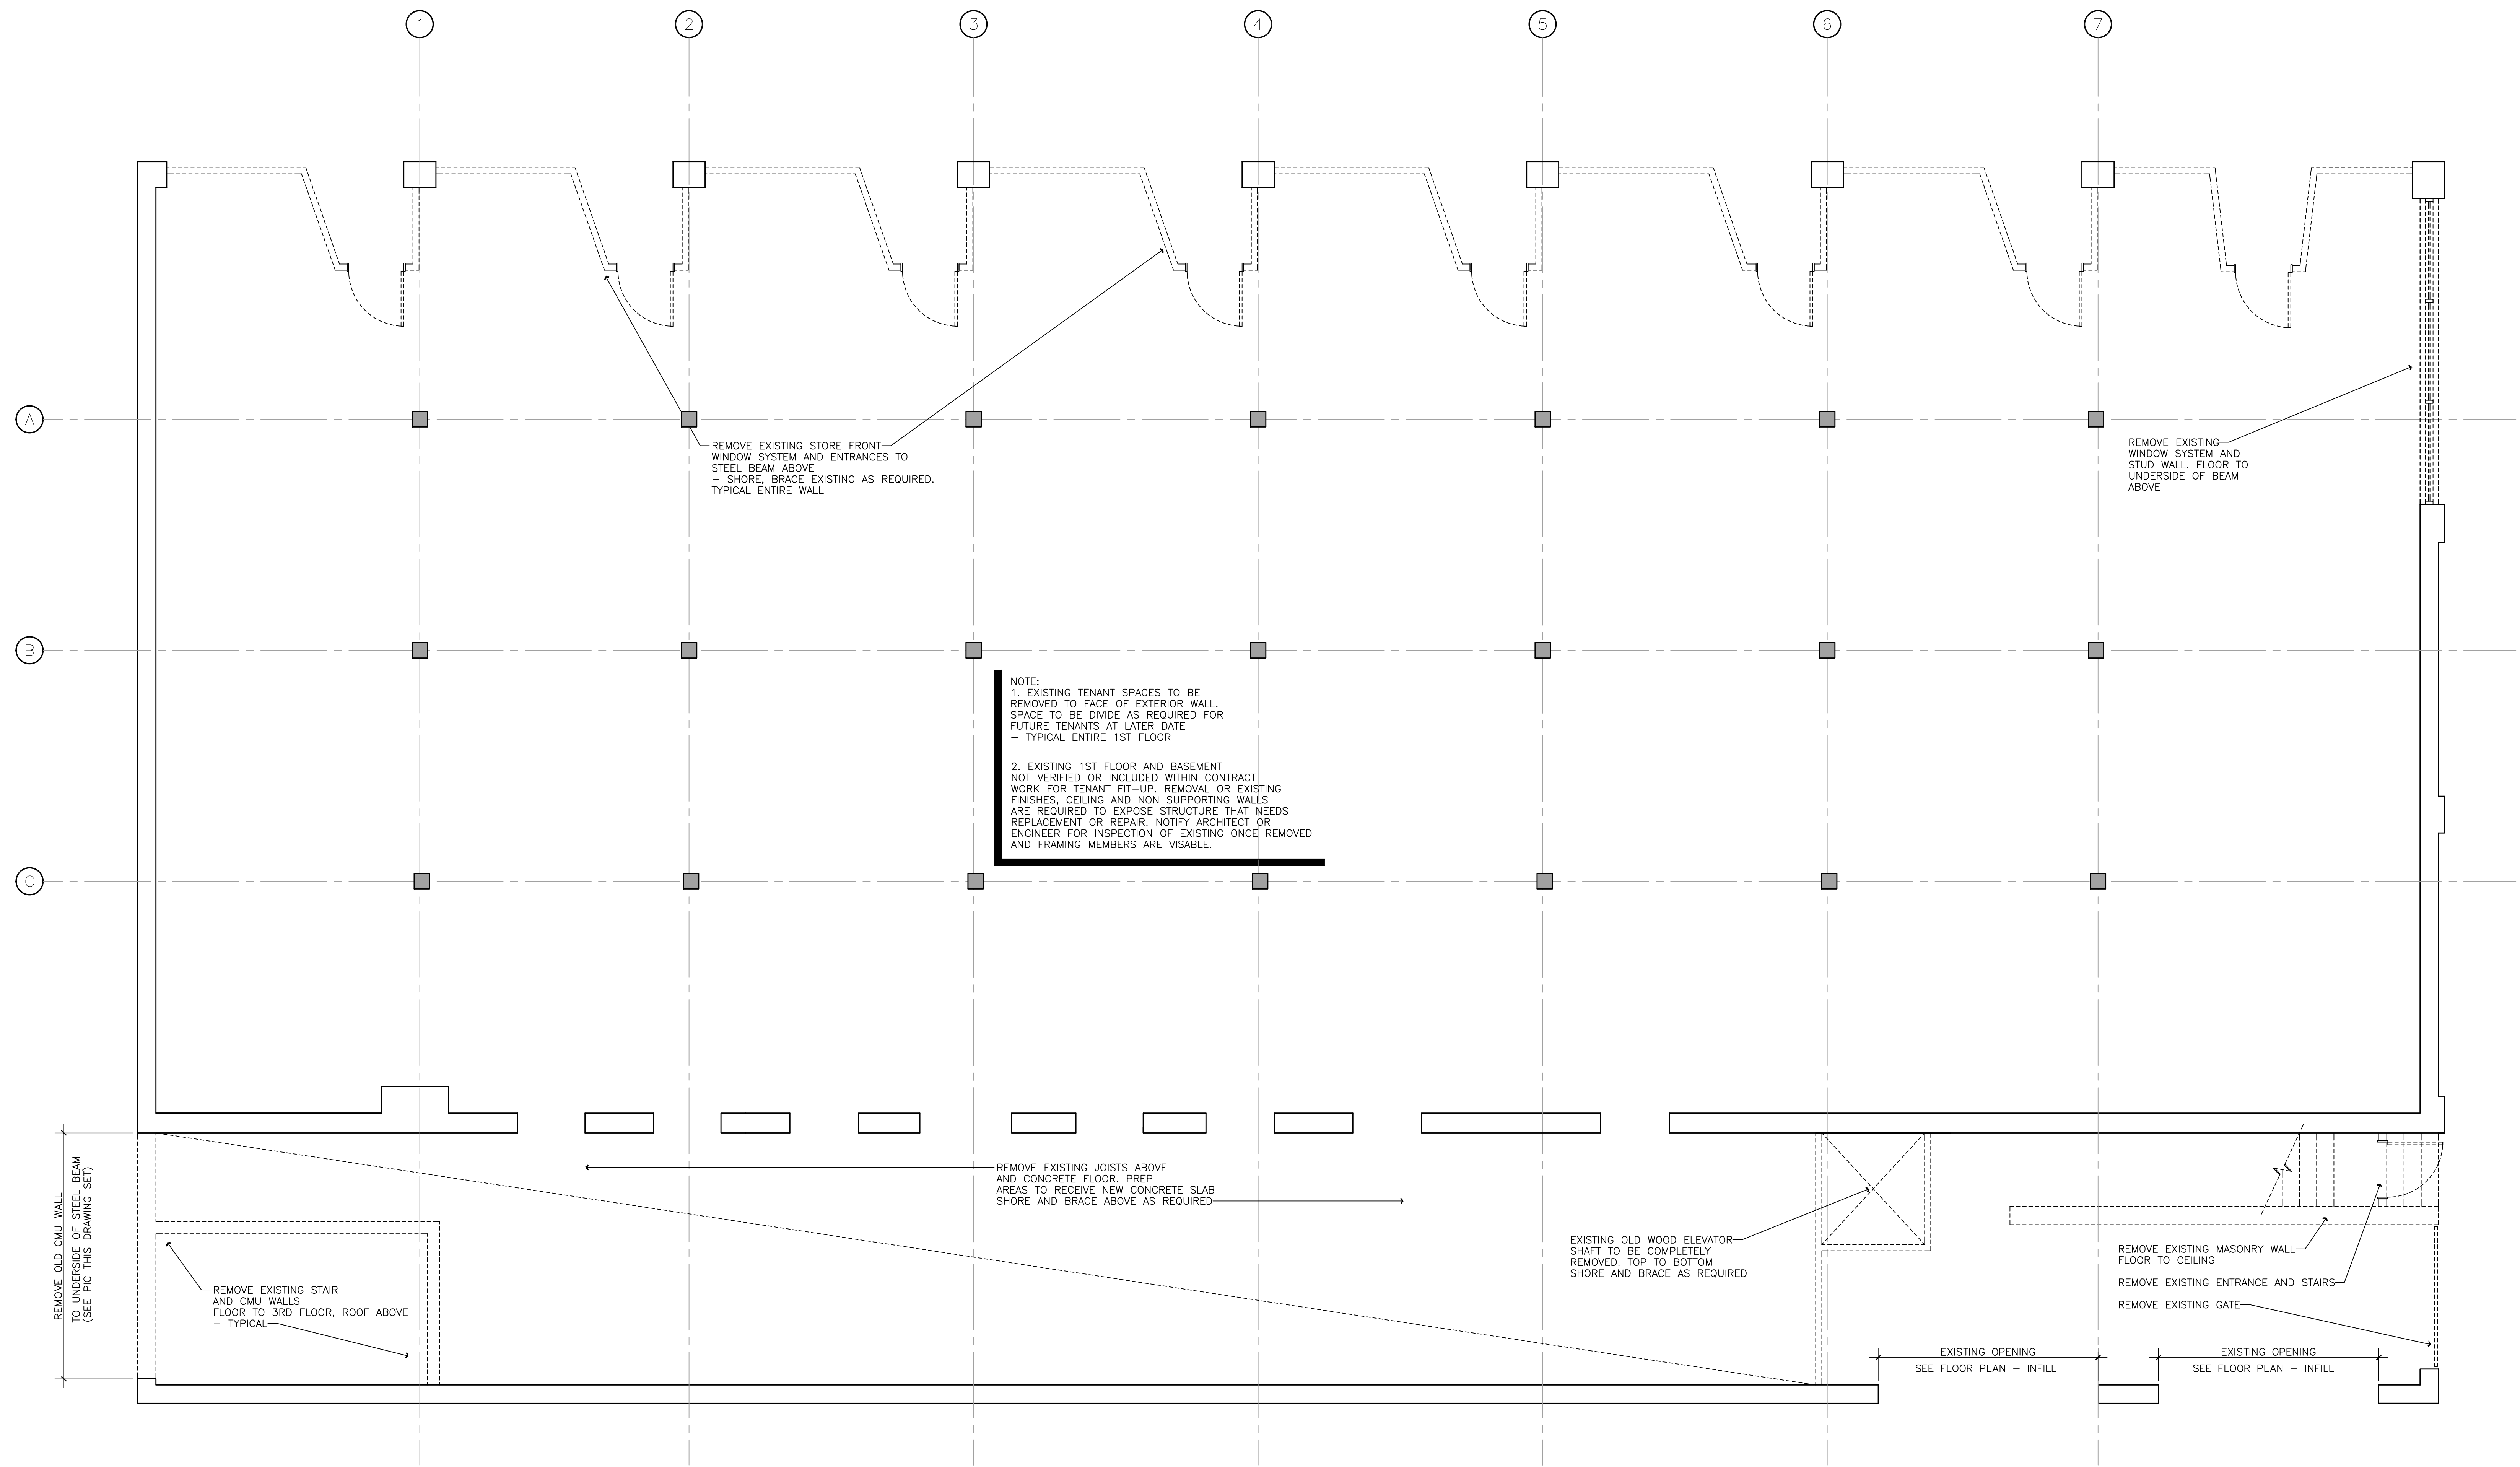 1
2
3
4
5
6
7
A
REMOVE EXISTING STORE FRONT
WINDOW SYSTEM AND ENTRANCES TO
STEEL BEAM ABOVE
– SHORE, BRACE EXISTING AS REQUIRED.
TYPICAL ENTIRE WALL
REMOVE EXISTING
WINDOW SYSTEM AND
STUD WALL. FLOOR TO
UNDERSIDE OF BEAM
ABOVE
B
NOTE:
1. EXISTING TENANT SPACES TO BE
REMOVED TO FACE OF EXTERIOR WALL.
SPACE TO BE DIVIDE AS REQUIRED FOR
FUTURE TENANTS AT LATER DATE
– TYPICAL ENTIRE 1ST FLOOR
2. EXISTING 1ST FLOOR AND BASEMENT
NOT VERIFIED OR INCLUDED WITHIN CONTRACT
WORK FOR TENANT FIT–UP. REMOVAL OR EXISTING
FINISHES, CEILING AND NON SUPPORTING WALLS
ARE REQUIRED TO EXPOSE STRUCTURE THAT NEEDS
REPLACEMENT OR REPAIR. NOTIFY ARCHITECT OR
ENGINEER FOR INSPECTION OF EXISTING ONCE REMOVED
AND FRAMING MEMBERS ARE VISABLE.
C
REMOVE OLD CMU WALL
TO UNDERSIDE OF STEEL BEAM
(SEE PIC THIS DRAWING SET)
REMOVE EXISTING JOISTS ABOVE
AND CONCRETE FLOOR. PREP
AREAS TO RECEIVE NEW CONCRETE SLAB
SHORE AND BRACE ABOVE AS REQUIRED
REMOVE EXISTING STAIR
AND CMU WALLS
FLOOR TO 3RD FLOOR, ROOF ABOVE
– TYPICAL
EXISTING OLD WOOD ELEVATOR
SHAFT TO BE COMPLETELY
REMOVED. TOP TO BOTTOM
SHORE AND BRACE AS REQUIRED
REMOVE EXISTING MASONRY WALL
FLOOR TO CEILING
REMOVE EXISTING ENTRANCE AND STAIRS
REMOVE EXISTING GATE
EXISTING OPENING
SEE FLOOR PLAN – INFILL
EXISTING OPENING
SEE FLOOR PLAN – INFILL